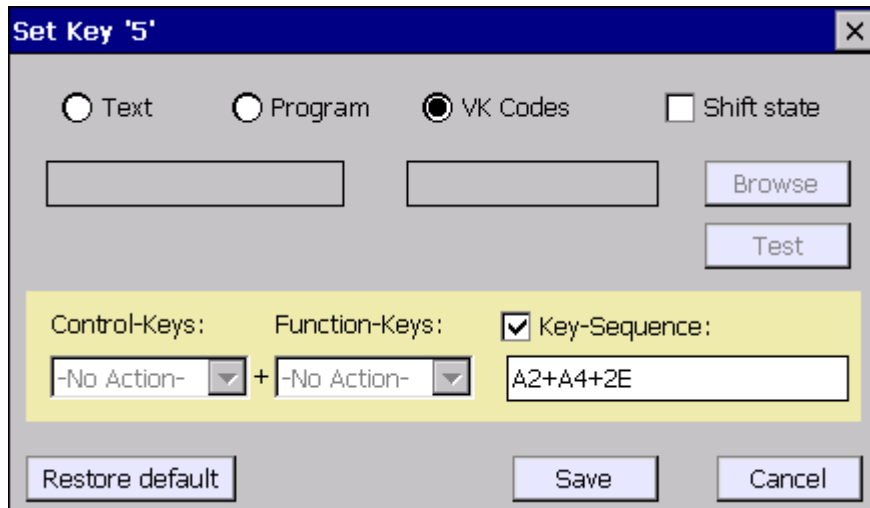 Set Key '5'
Text Program VK Codes Shift state
Browse
Test
Control-Keys: Function-Keys: Key-Sequence:
-No Action- + -No Action- A2+A4+2E
Restore default Save Cancel